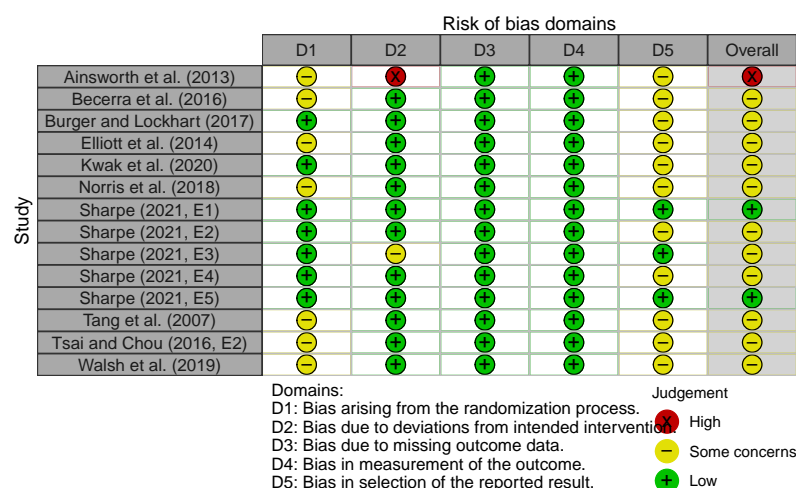 Risk of bias domains
D1 D2 D3 D4 D5 Overall
Study
Ainsworth et al. (2013) − X + + − X
Becerra et al. (2016) − + + + − −
Burger and Lockhart (2017) + + + + − −
Elliott et al. (2014) − + + + − −
Kwak et al. (2020) + + + + − −
Norris et al. (2018) − + + + − −
Sharpe (2021, E1) + + + + + +
Sharpe (2021, E2) + + + + − −
Sharpe (2021, E3) + − + + + −
Sharpe (2021, E4) + + + + − −
Sharpe (2021, E5) + + + + + +
Tang et al. (2007) − + + + − −
Tsai and Chou (2016, E2) − + + + − −
Walsh et al. (2019) − + + + − −
Domains:
D1: Bias arising from the randomization process.
D2: Bias due to deviations from intended intervention.
D3: Bias due to missing outcome data.
D4: Bias in measurement of the outcome.
D5: Bias in selection of the reported result.
Judgement
X High
− Some concerns
+ Low